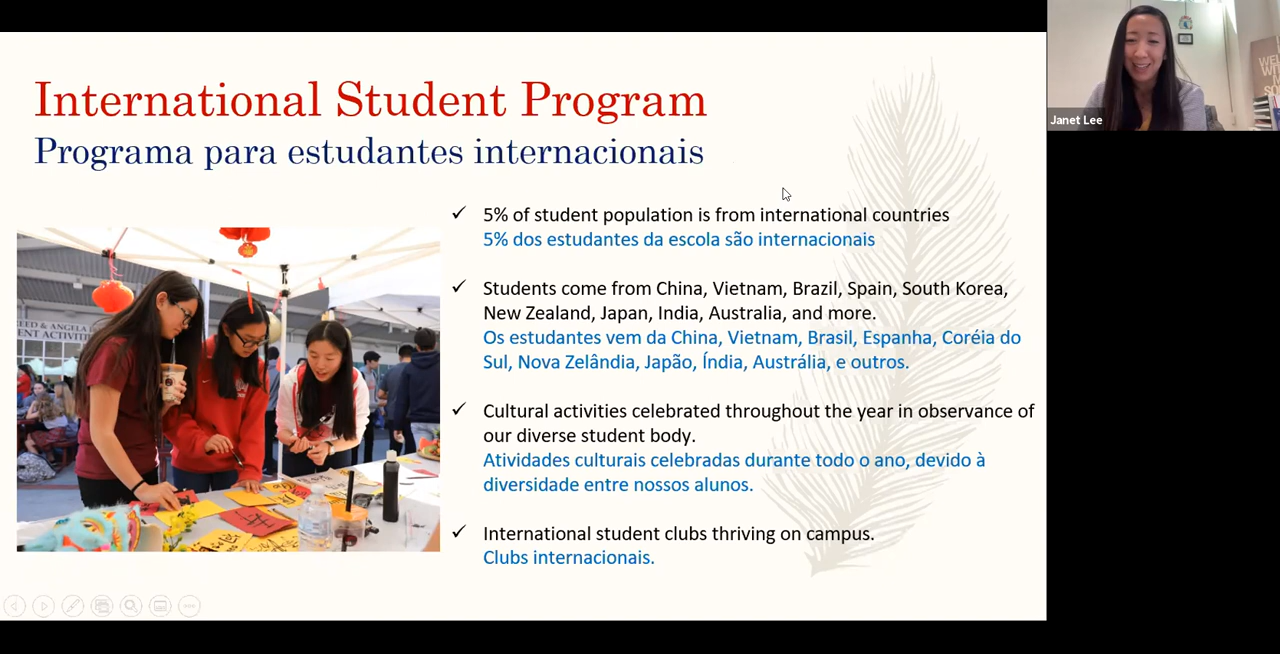 International Student Program
Programa para estudantes internacionais
5% of student population is from international countries
5% dos estudantes da escola são internacionais
Students come from China, Vietnam, Brazil, Spain, South Korea,
New Zealand, Japan, India, Australia, and more.
Os estudantes vem da China, Vietnam, Brasil, Espanha, Coréia do
Sul, Nova Zelândia, Japão, Índia, Austrália, e outros.
Cultural activities celebrated throughout the year in observance of
our diverse student body.
Atividades culturais celebradas durante todo o ano, devido à
diversidade entre nossos alunos.
International student clubs thriving on campus.
Clubs internacionais.
Janet Lee
& ANGELA
ACTIVITIES